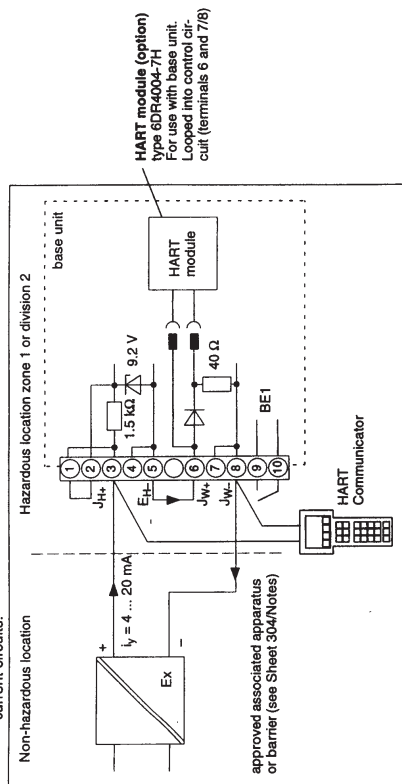 current circuits.
Non-hazardous location
Hazardous location zone 1 or division 2
base unit
HART module (option)
type 6DR4004-7H
For use with base unit.
Looped into control cir-
cuit (terminals 6 and 7/8)
HART
module
+
iy = 4 ... 20 mA
Ex
−
approved associated apparatus
or barrier (see Sheet 304/Notes)
1
2
3
4
5
6
7
8
9
10
JH+
EH-
JW+
JW-
1.5 kΩ
9.2 V
40 Ω
BE1
HART
Communicator